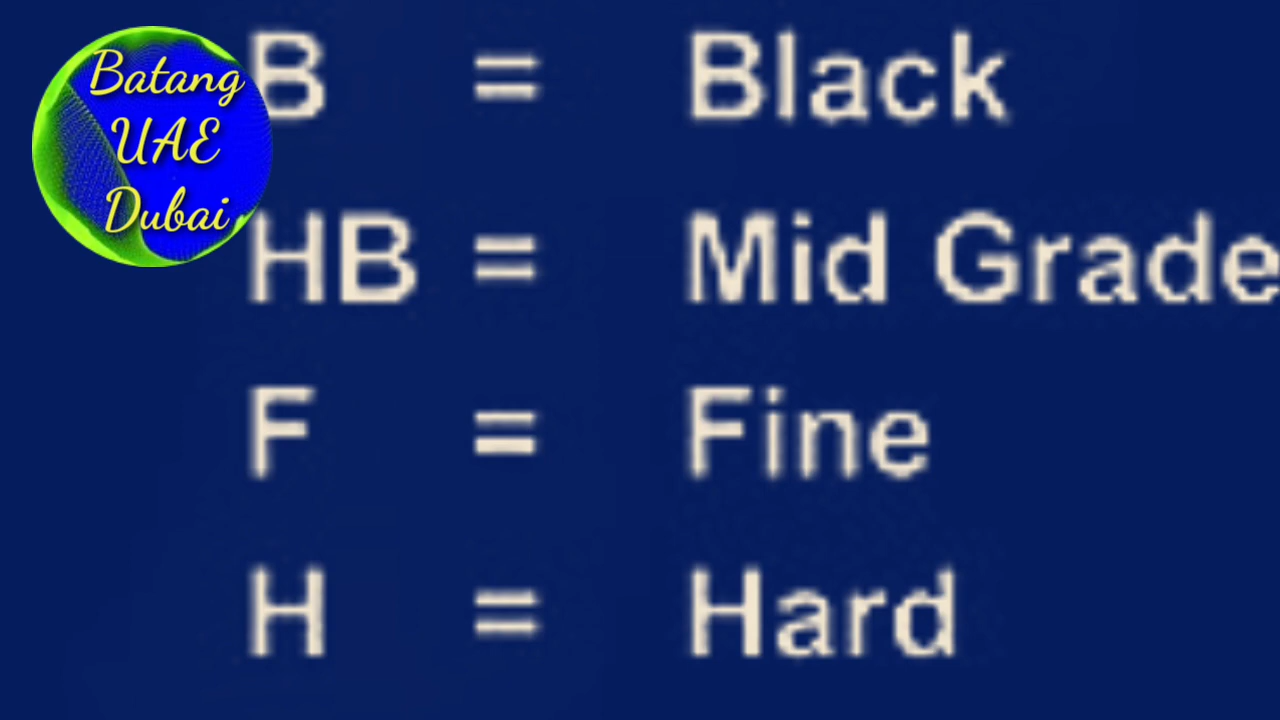 Batang
UAE
Dubai
B = Black
HB = Mid Grade
F = Fine
H = Hard